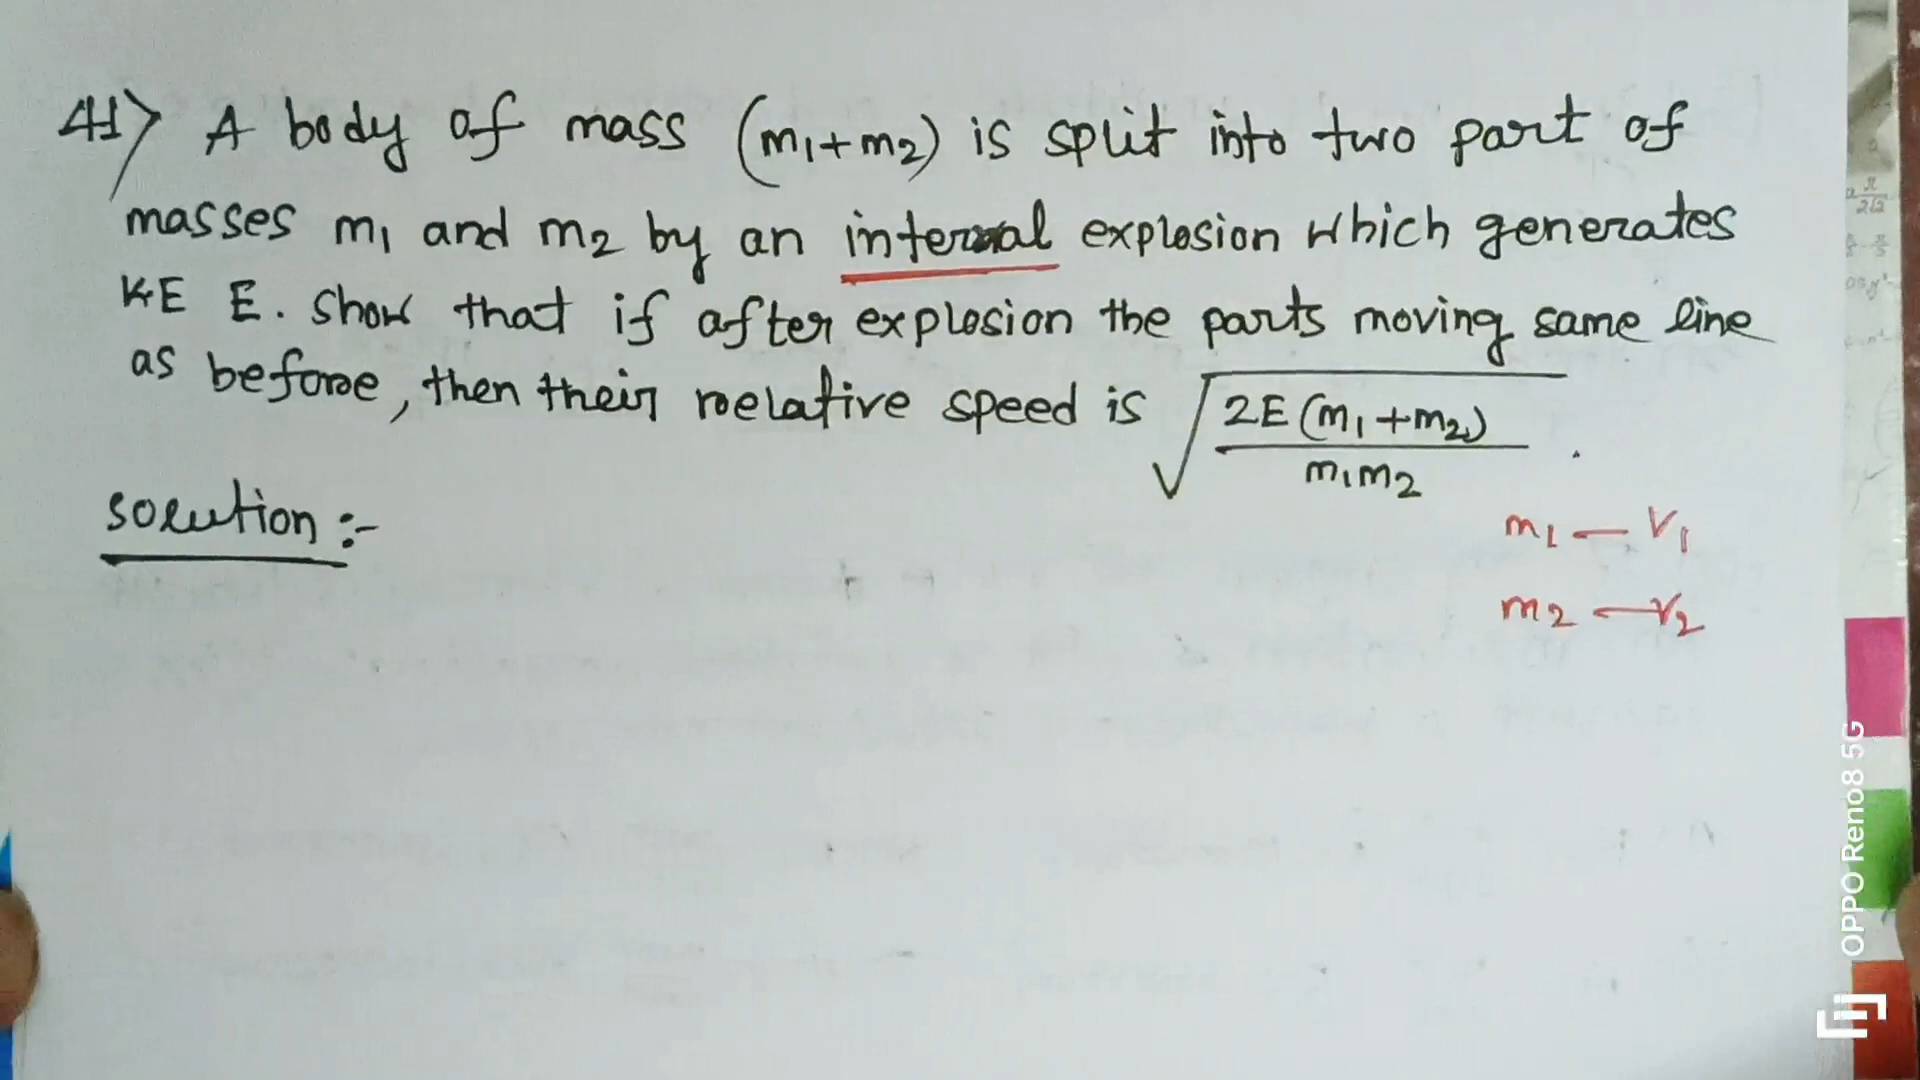 41) A body of mass (m1+m2) is split into two part of
masses m1 and m2 by an internal explosion which generates
KE E. Show that if after explosion the parts moving same line
as before, then their relative speed is √(2E(m1+m2)/m1m2).
Solution :-
m1 — V1
m2 — V2
OPPO Reno8 5G